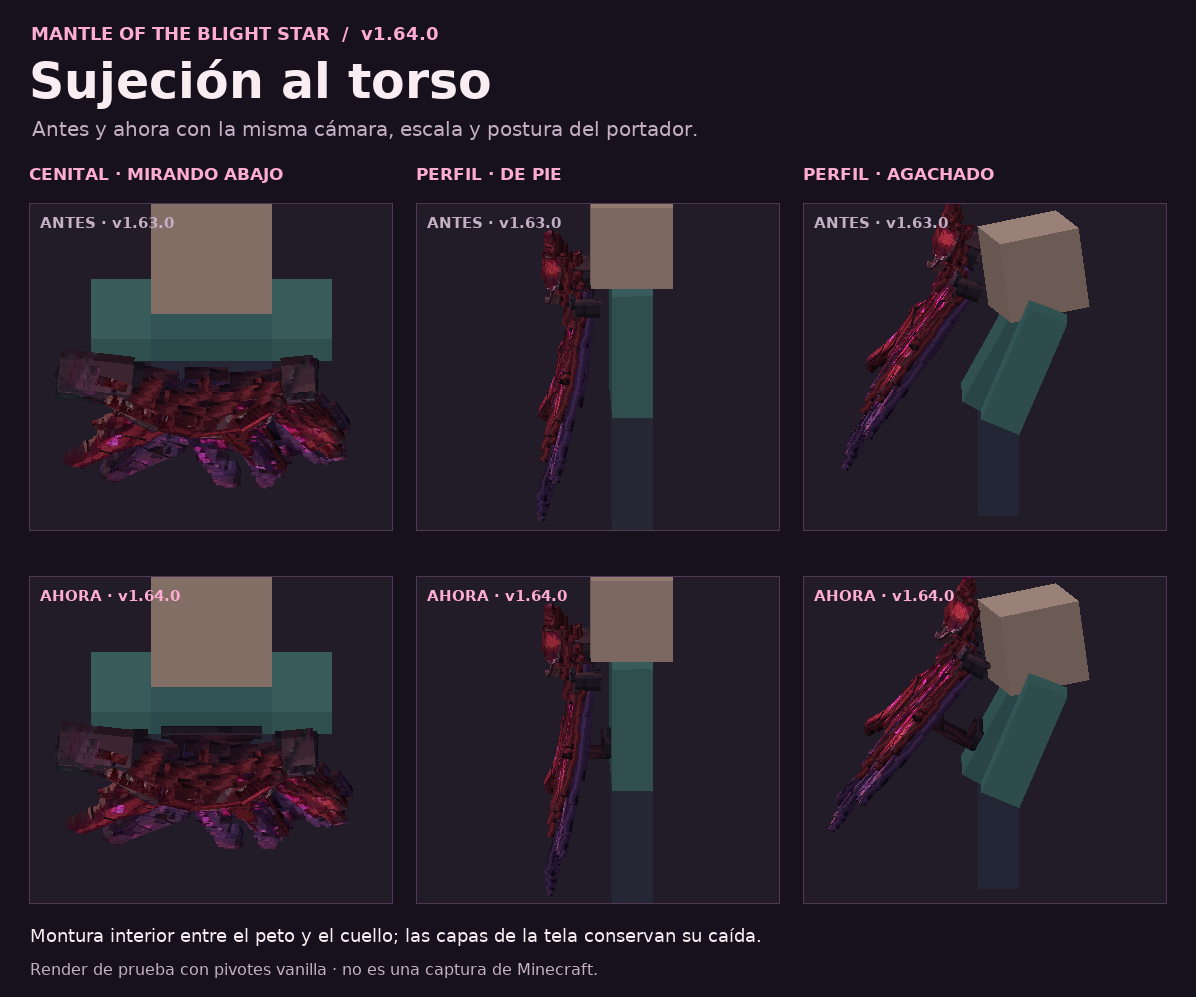 MANTLE OF THE BLIGHT STAR / v1.64.0
Sujeción al torso
Antes y ahora con la misma cámara, escala y postura del portador.
CENITAL · MIRANDO ABAJO
PERFIL · DE PIE
PERFIL · AGACHADO
ANTES · v1.63.0
ANTES · v1.63.0
ANTES · v1.63.0
AHORA · v1.64.0
AHORA · v1.64.0
AHORA · v1.64.0
Montura interior entre el peto y el cuello; las capas de la tela conservan su caída.
Render de prueba con pivotes vanilla · no es una captura de Minecraft.